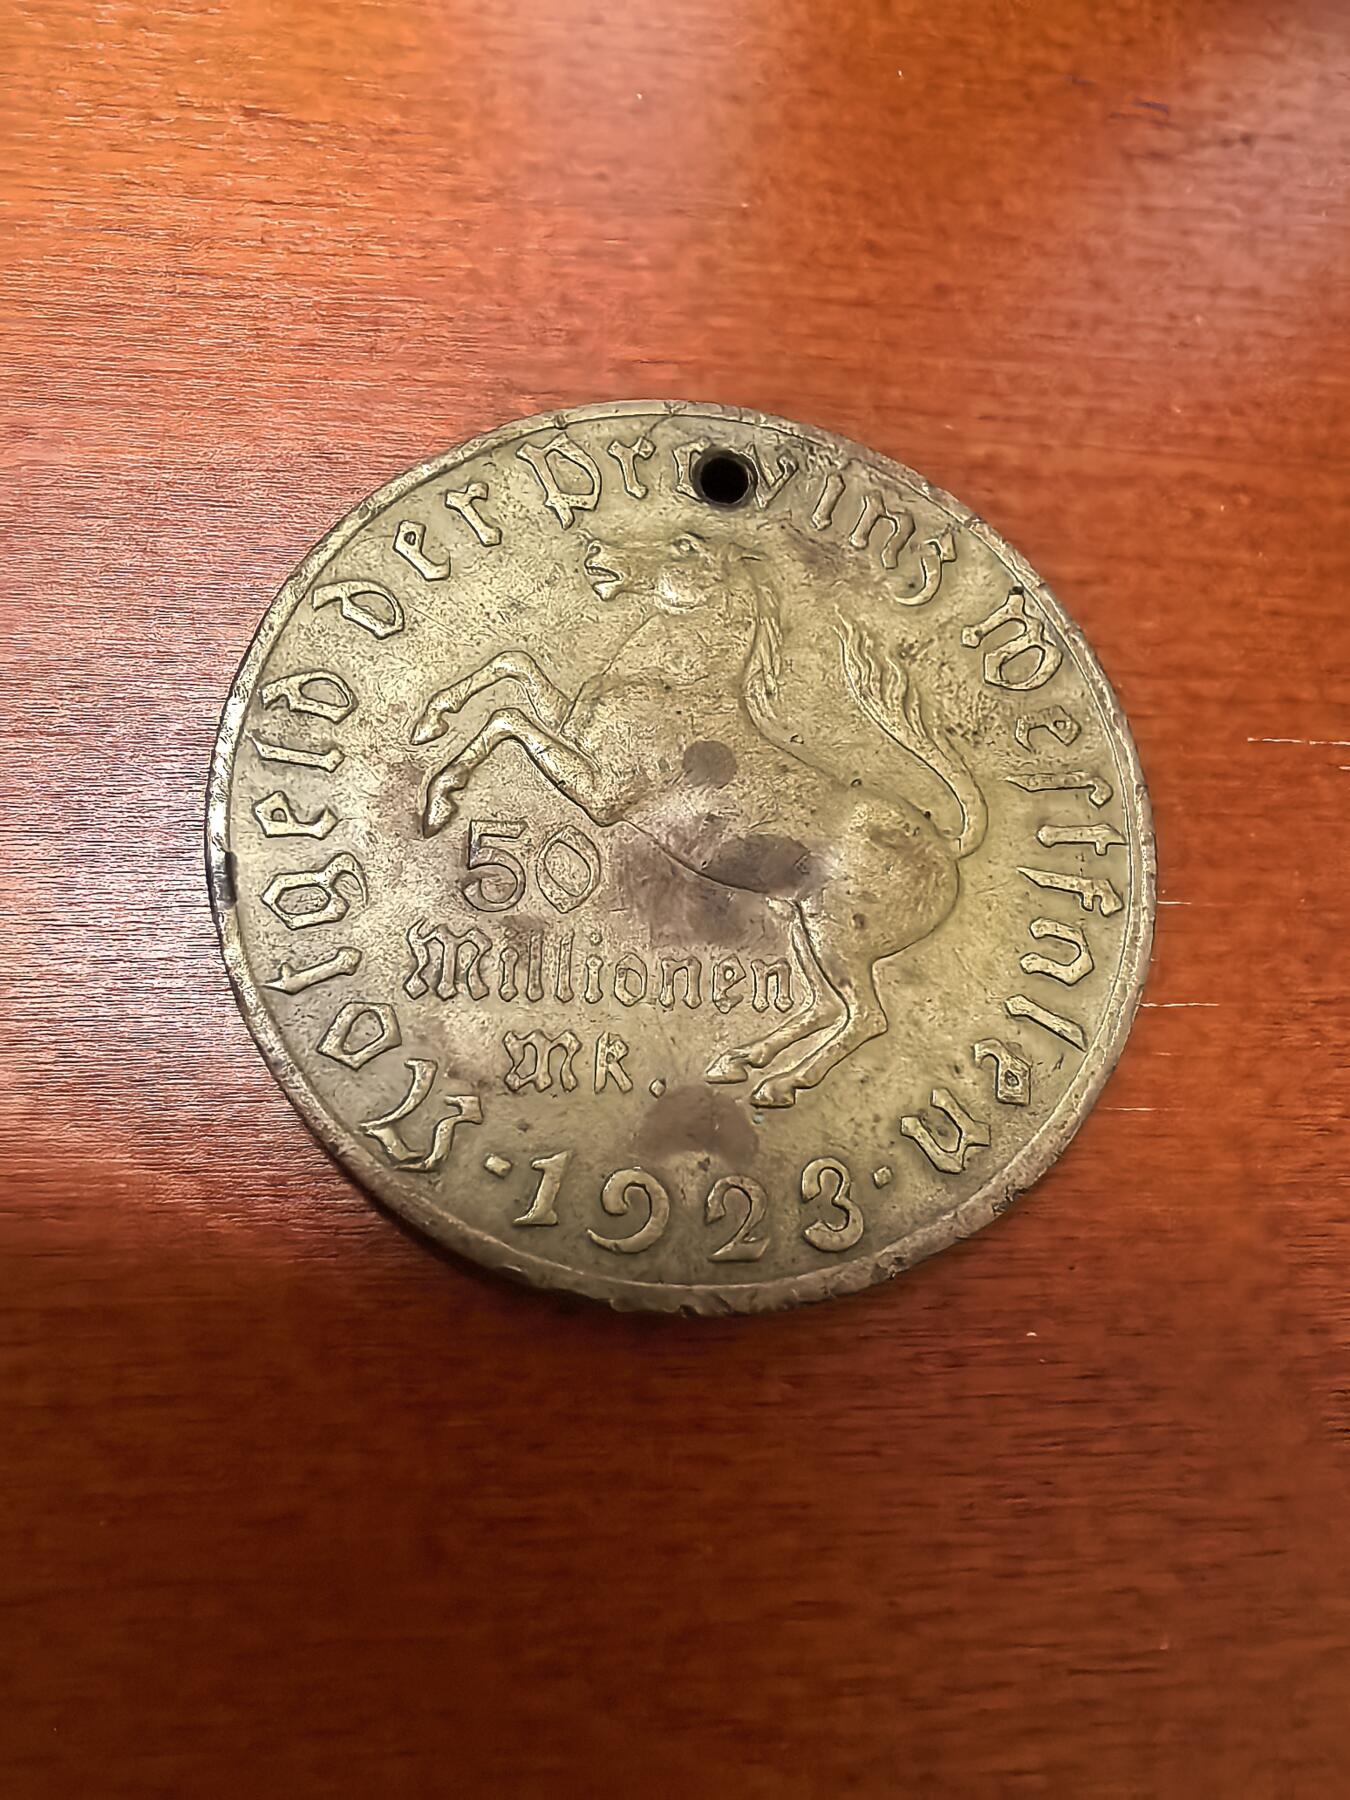 Notgeld der Provinz Westfalen
50
Millionen
Mk.
· 1923 ·